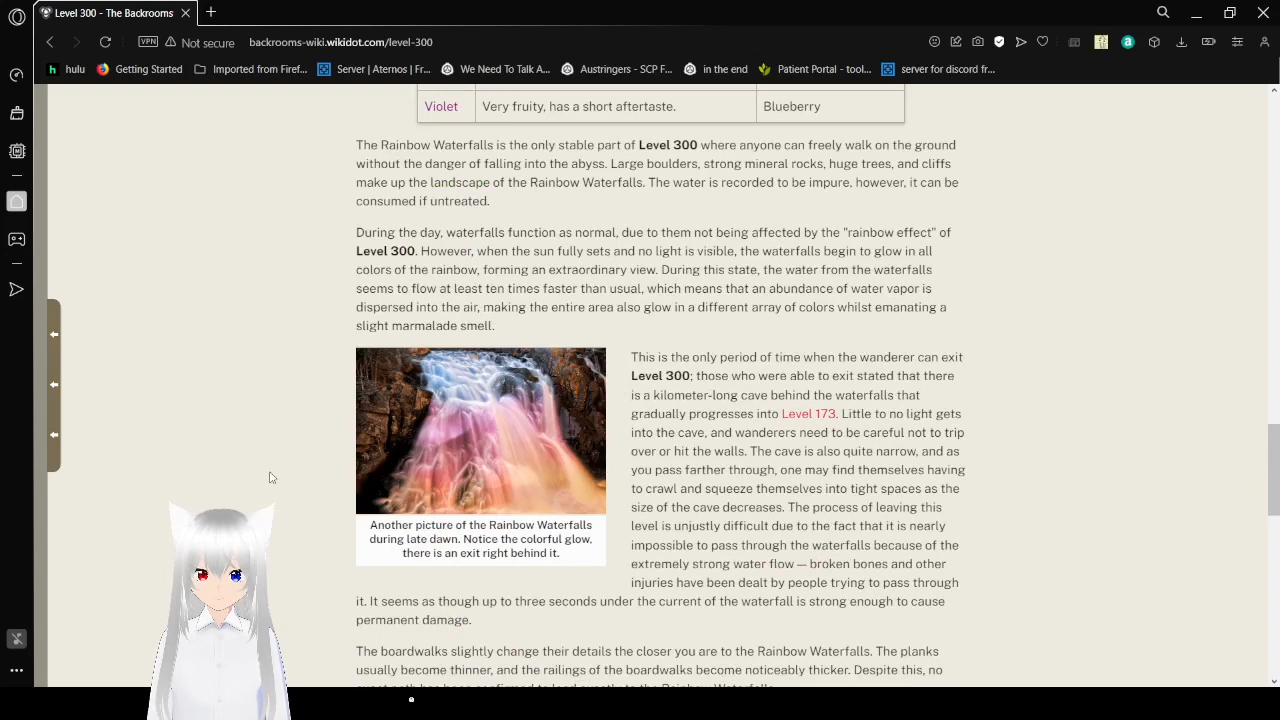 Level 300 - The Backrooms
VPN Not secure backrooms-wiki.wikidot.com/level-300
hulu Getting Started Imported from Firef... Server | Aternos | Fr... We Need To Talk A... Austringers - SCP F... in the end Patient Portal - tool... server for discord fr...
Violet Very fruity, has a short aftertaste. Blueberry
The Rainbow Waterfalls is the only stable part of Level 300 where anyone can freely walk on the ground
without the danger of falling into the abyss. Large boulders, strong mineral rocks, huge trees, and cliffs
make up the landscape of the Rainbow Waterfalls. The water is recorded to be impure, however, it can be
consumed if untreated.
During the day, waterfalls function as normal, due to them not being affected by the "rainbow effect" of
Level 300. However, when the sun fully sets and no light is visible, the waterfalls begin to glow in all
colors of the rainbow, forming an extraordinary view. During this state, the water from the waterfalls
seems to flow at least ten times faster than usual, which means that an abundance of water vapor is
dispersed into the air, making the entire area also glow in a different array of colors whilst emanating a
slight marmalade smell.
Another picture of the Rainbow Waterfalls
during late dawn. Notice the colorful glow,
there is an exit right behind it.
This is the only period of time when the wanderer can exit
Level 300; those who were able to exit stated that there
is a kilometer-long cave behind the waterfalls that
gradually progresses into Level 173. Little to no light gets
into the cave, and wanderers need to be careful not to trip
over or hit the walls. The cave is also quite narrow, and as
you pass farther through, one may find themselves having
to crawl and squeeze themselves into tight spaces as the
size of the cave decreases. The process of leaving this
level is unjustly difficult due to the fact that it is nearly
impossible to pass through the waterfalls because of the
extremely strong water flow — broken bones and other
injuries have been dealt by people trying to pass through
it. It seems as though up to three seconds under the current of the waterfall is strong enough to cause
permanent damage.
The boardwalks slightly change their details the closer you are to the Rainbow Waterfalls. The planks
usually become thinner, and the railings of the boardwalks become noticeably thicker. Despite this, no
exact path has been confirmed to lead exactly to the Rainbow Waterfalls.